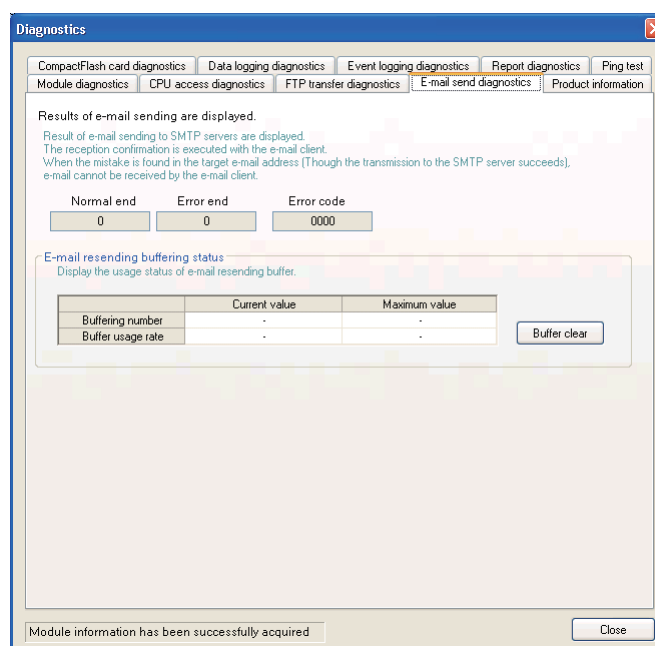 Diagnostics
CompactFlash card diagnostics Data logging diagnostics Event logging diagnostics Report diagnostics Ping test
Module diagnostics CPU access diagnostics FTP transfer diagnostics E-mail send diagnostics Product information
Results of e-mail sending are displayed.
Result of e-mail sending to SMTP servers are displayed.
The reception confirmation is executed with the e-mail client.
When the mistake is found in the target e-mail address (Though the transmission to the SMTP server succeeds),
e-mail cannot be received by the e-mail client.
Normal end Error end Error code
0 0 0000
E-mail resending buffering status
Display the usage status of e-mail resending buffer.
Current value Maximum value
Buffering number - -
Buffer usage rate - -
Buffer clear
Module information has been successfully acquired
Close